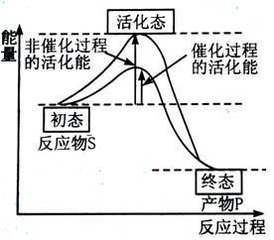 能量
活化态
非催化过程
的活化能
催化过程
的活化能
初态
反应物S
终态
产物P
反应过程